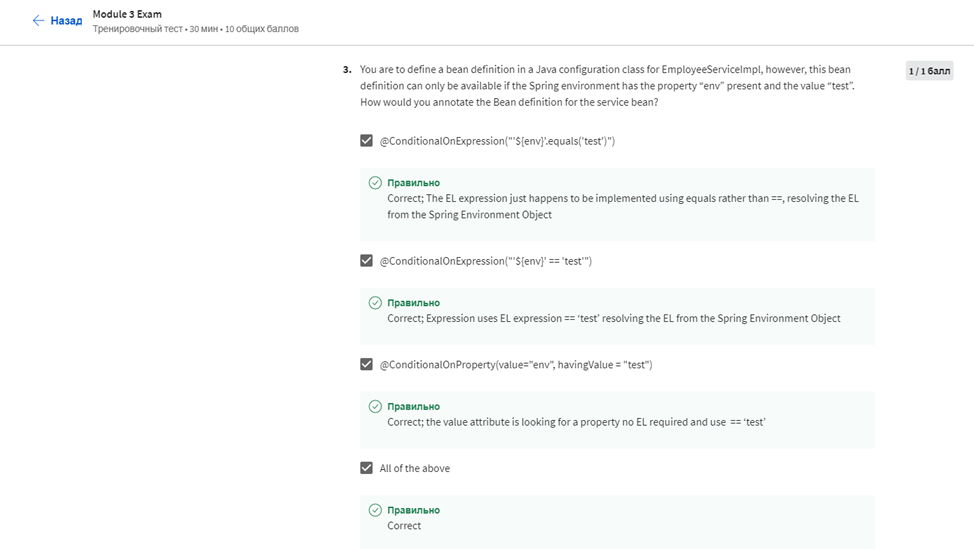 Назад
Module 3 Exam
Тренировочный тест • 30 мин • 10 общих баллов
3. You are to define a bean definition in a Java configuration class for EmployeeServiceImpl, however, this bean
definition can only be available if the Spring environment has the property “env” present and the value “test”.
How would you annotate the Bean definition for the service bean?
1 / 1 балл
@ConditionalOnExpression("'${env}'.equals('test')")
Правильно
Correct; The EL expression just happens to be implemented using equals rather than ==, resolving the EL
from the Spring Environment Object
@ConditionalOnExpression("'${env}' == 'test'")
Правильно
Correct; Expression uses EL expression == ‘test’ resolving the EL from the Spring Environment Object
@ConditionalOnProperty(value="env", havingValue = "test")
Правильно
Correct; the value attribute is looking for a property no EL required and use == ‘test’
All of the above
Правильно
Correct